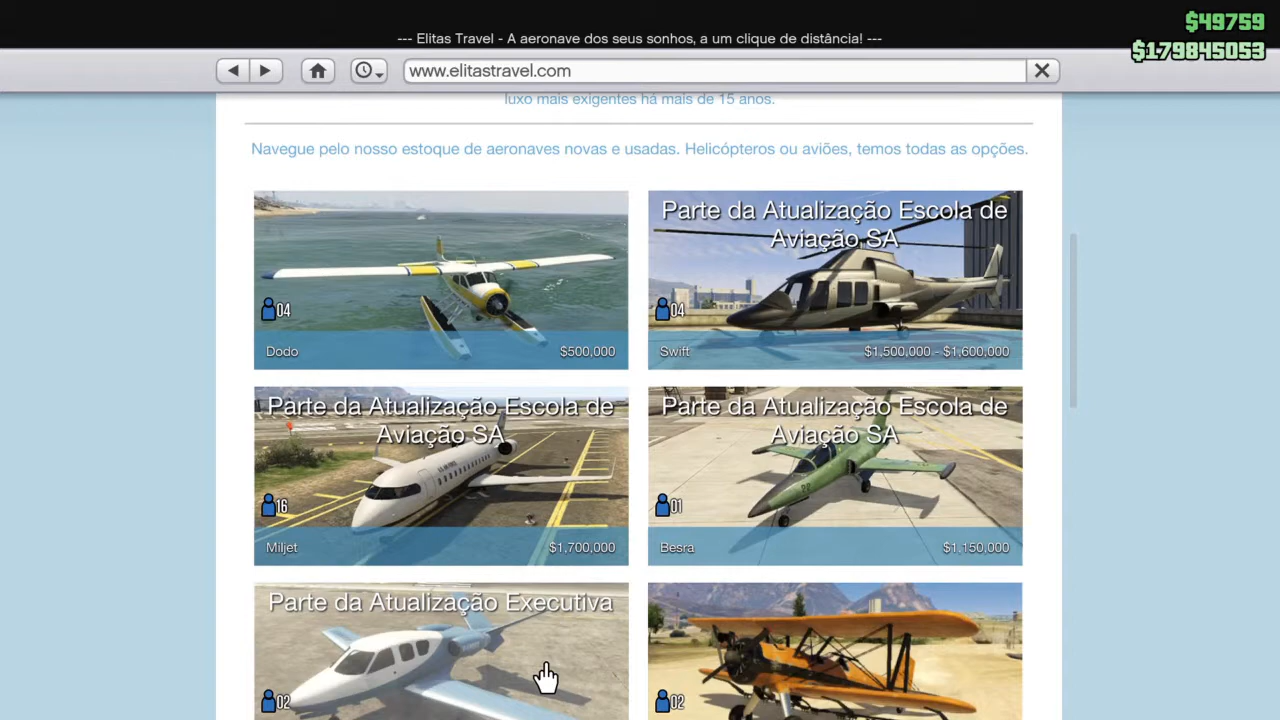 $49759
--- Elitas Travel - A aeronave dos seus sonhos, a um clique de distância! ---
$179845053
www.elitastravel.com
luxo mais exigentes há mais de 15 anos.
Navegue pelo nosso estoque de aeronaves novas e usadas. Helicópteros ou aviões, temos todas as opções.
04
Dodo $500,000
Parte da Atualização Escola de
Aviação SA
04
Swift $1,500,000 - $1,600,000
Parte da Atualização Escola de
Aviação SA
16
Miljet $1,700,000
Parte da Atualização Escola de
Aviação SA
01
Besra $1,150,000
Parte da Atualização Executiva
02
02